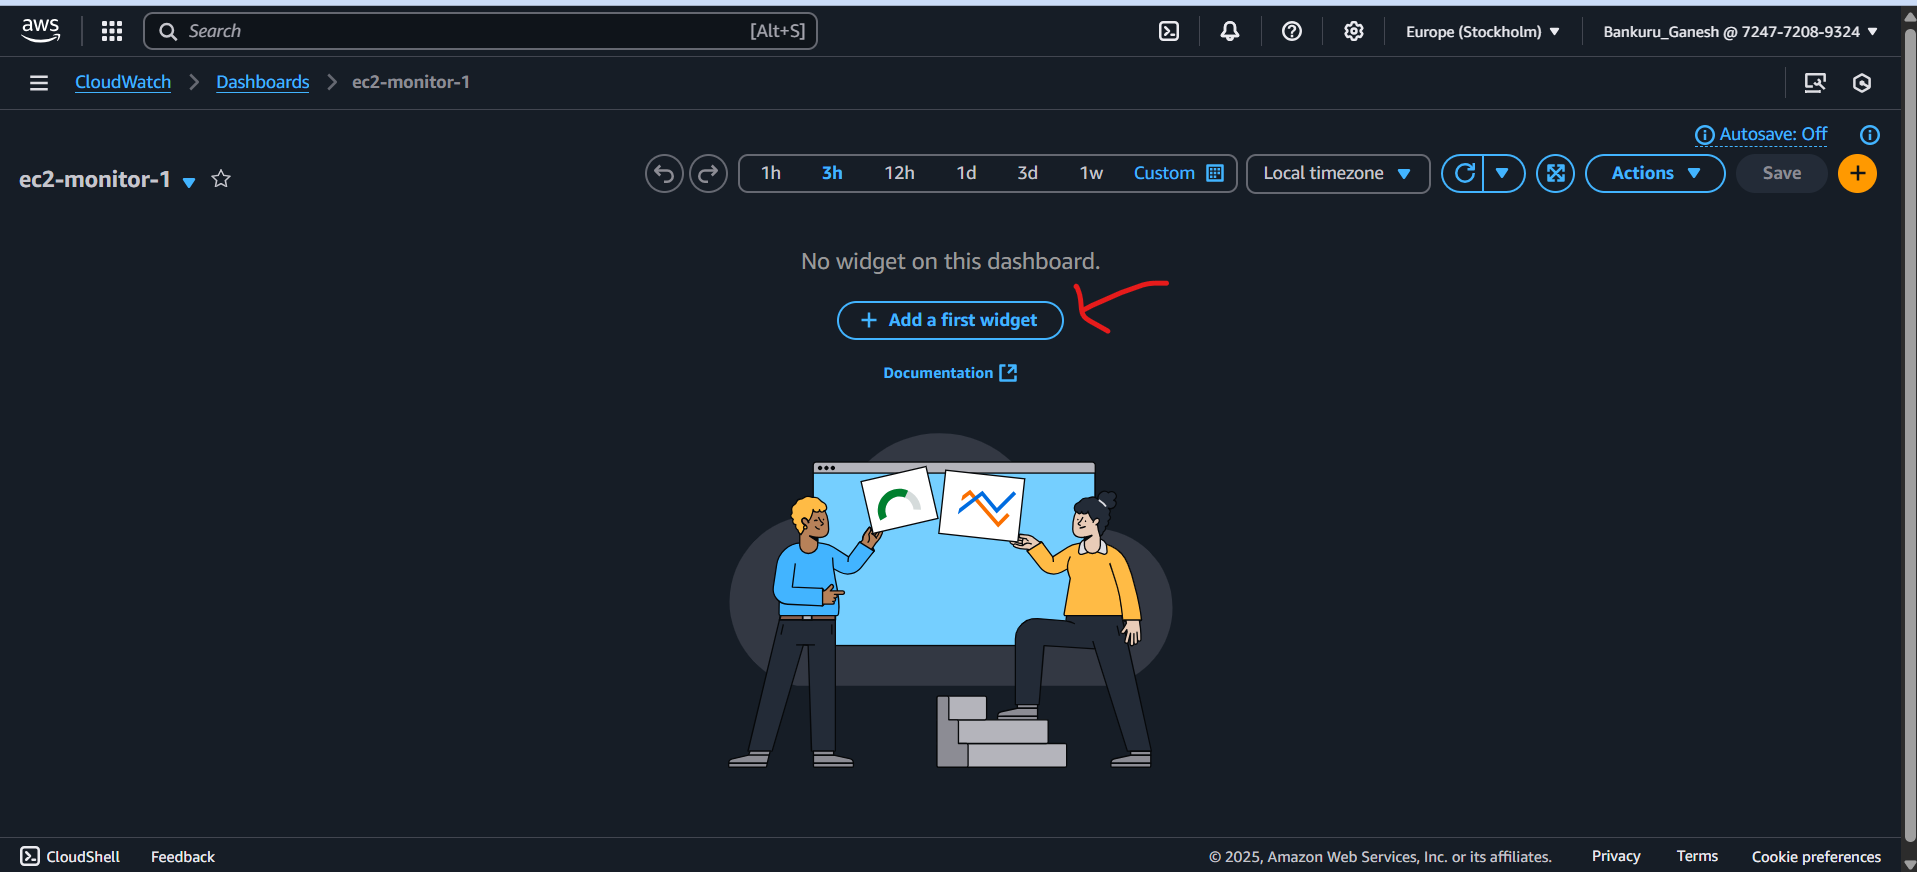 aws
Search [Alt+S]
Europe (Stockholm)
Bankuru_Ganesh @ 7247-7208-9324
CloudWatch
Dashboards
ec2-monitor-1
Autosave: Off
ec2-monitor-1
1h 3h 12h 1d 3d 1w Custom
Local timezone
Actions
Save
No widget on this dashboard.
+ Add a first widget
Documentation
CloudShell
Feedback
© 2025, Amazon Web Services, Inc. or its affiliates.
Privacy
Terms
Cookie preferences